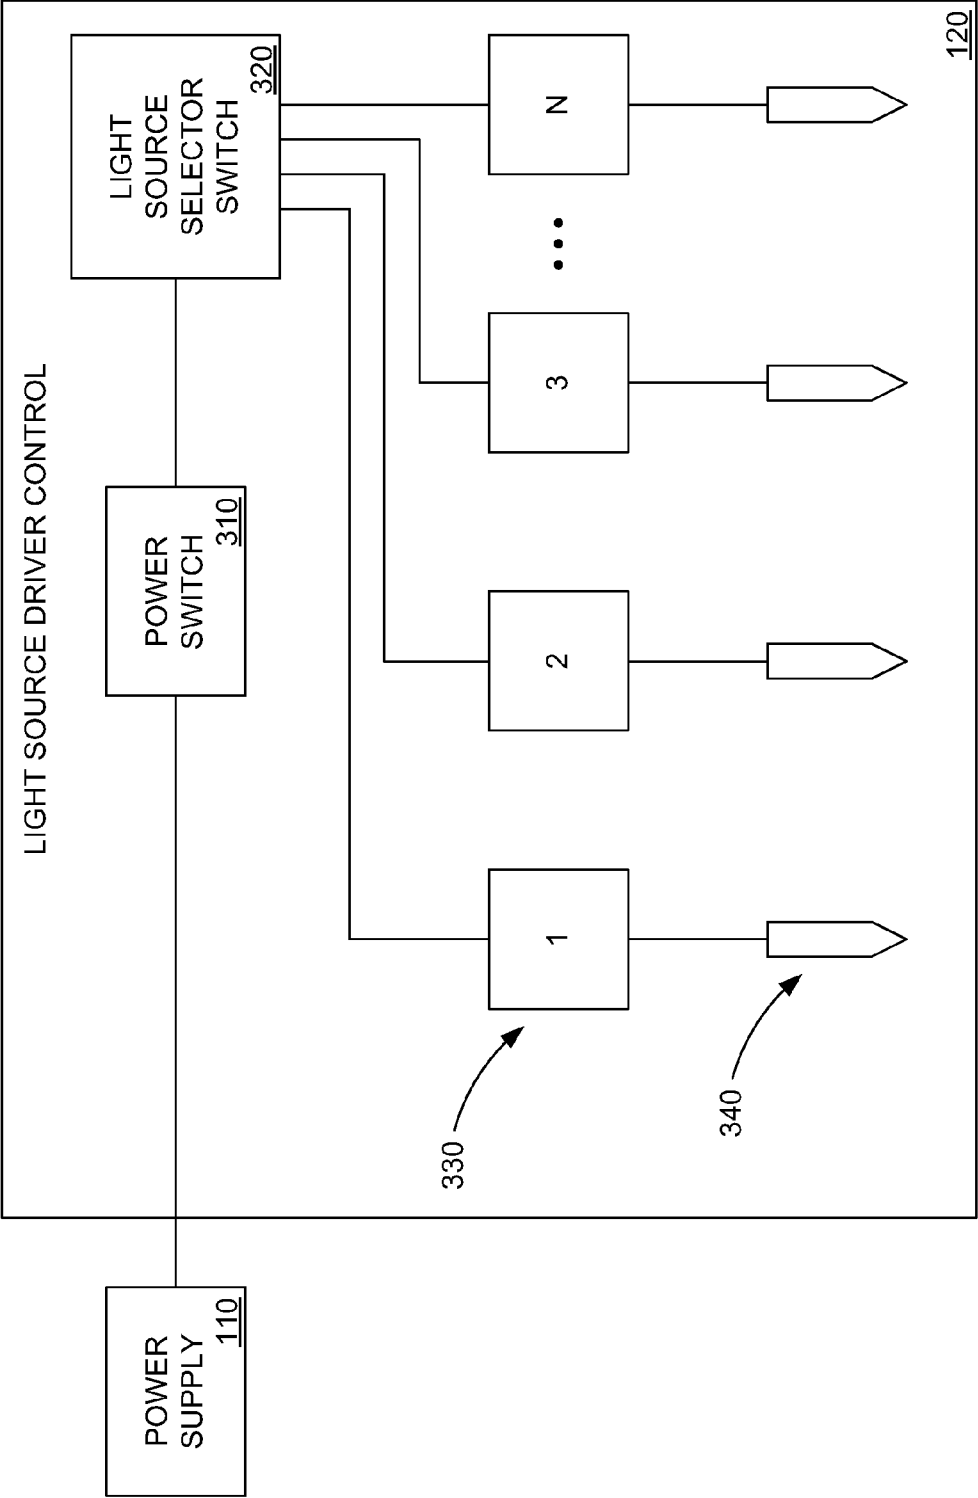 LIGHT SOURCE DRIVER CONTROL
POWER
SUPPLY
110
POWER
SWITCH
310
LIGHT
SOURCE
SELECTOR
SWITCH
320
330
1
2
3
...
N
340
120